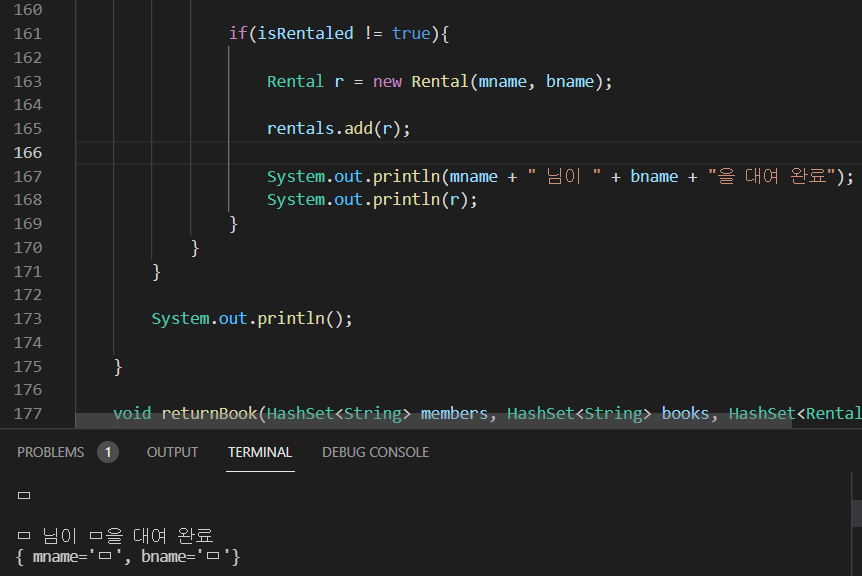 160
161 if(isRentaled != true){
162
163 Rental r = new Rental(mname, bname);
164
165 rentals.add(r);
166
167 System.out.println(mname + " 님이 " + bname + "을 대여 완료");
168 System.out.println(r);
169 }
170 }
171 }
172
173 System.out.println();
174
175 }
176
177 void returnBook(HashSet<String> members, HashSet<String> books, HashSet<Rental
PROBLEMS 1 OUTPUT TERMINAL DEBUG CONSOLE
ㅁ
ㅁ 님이 ㅁ을 대여 완료
{ mname='ㅁ', bname='ㅁ'}